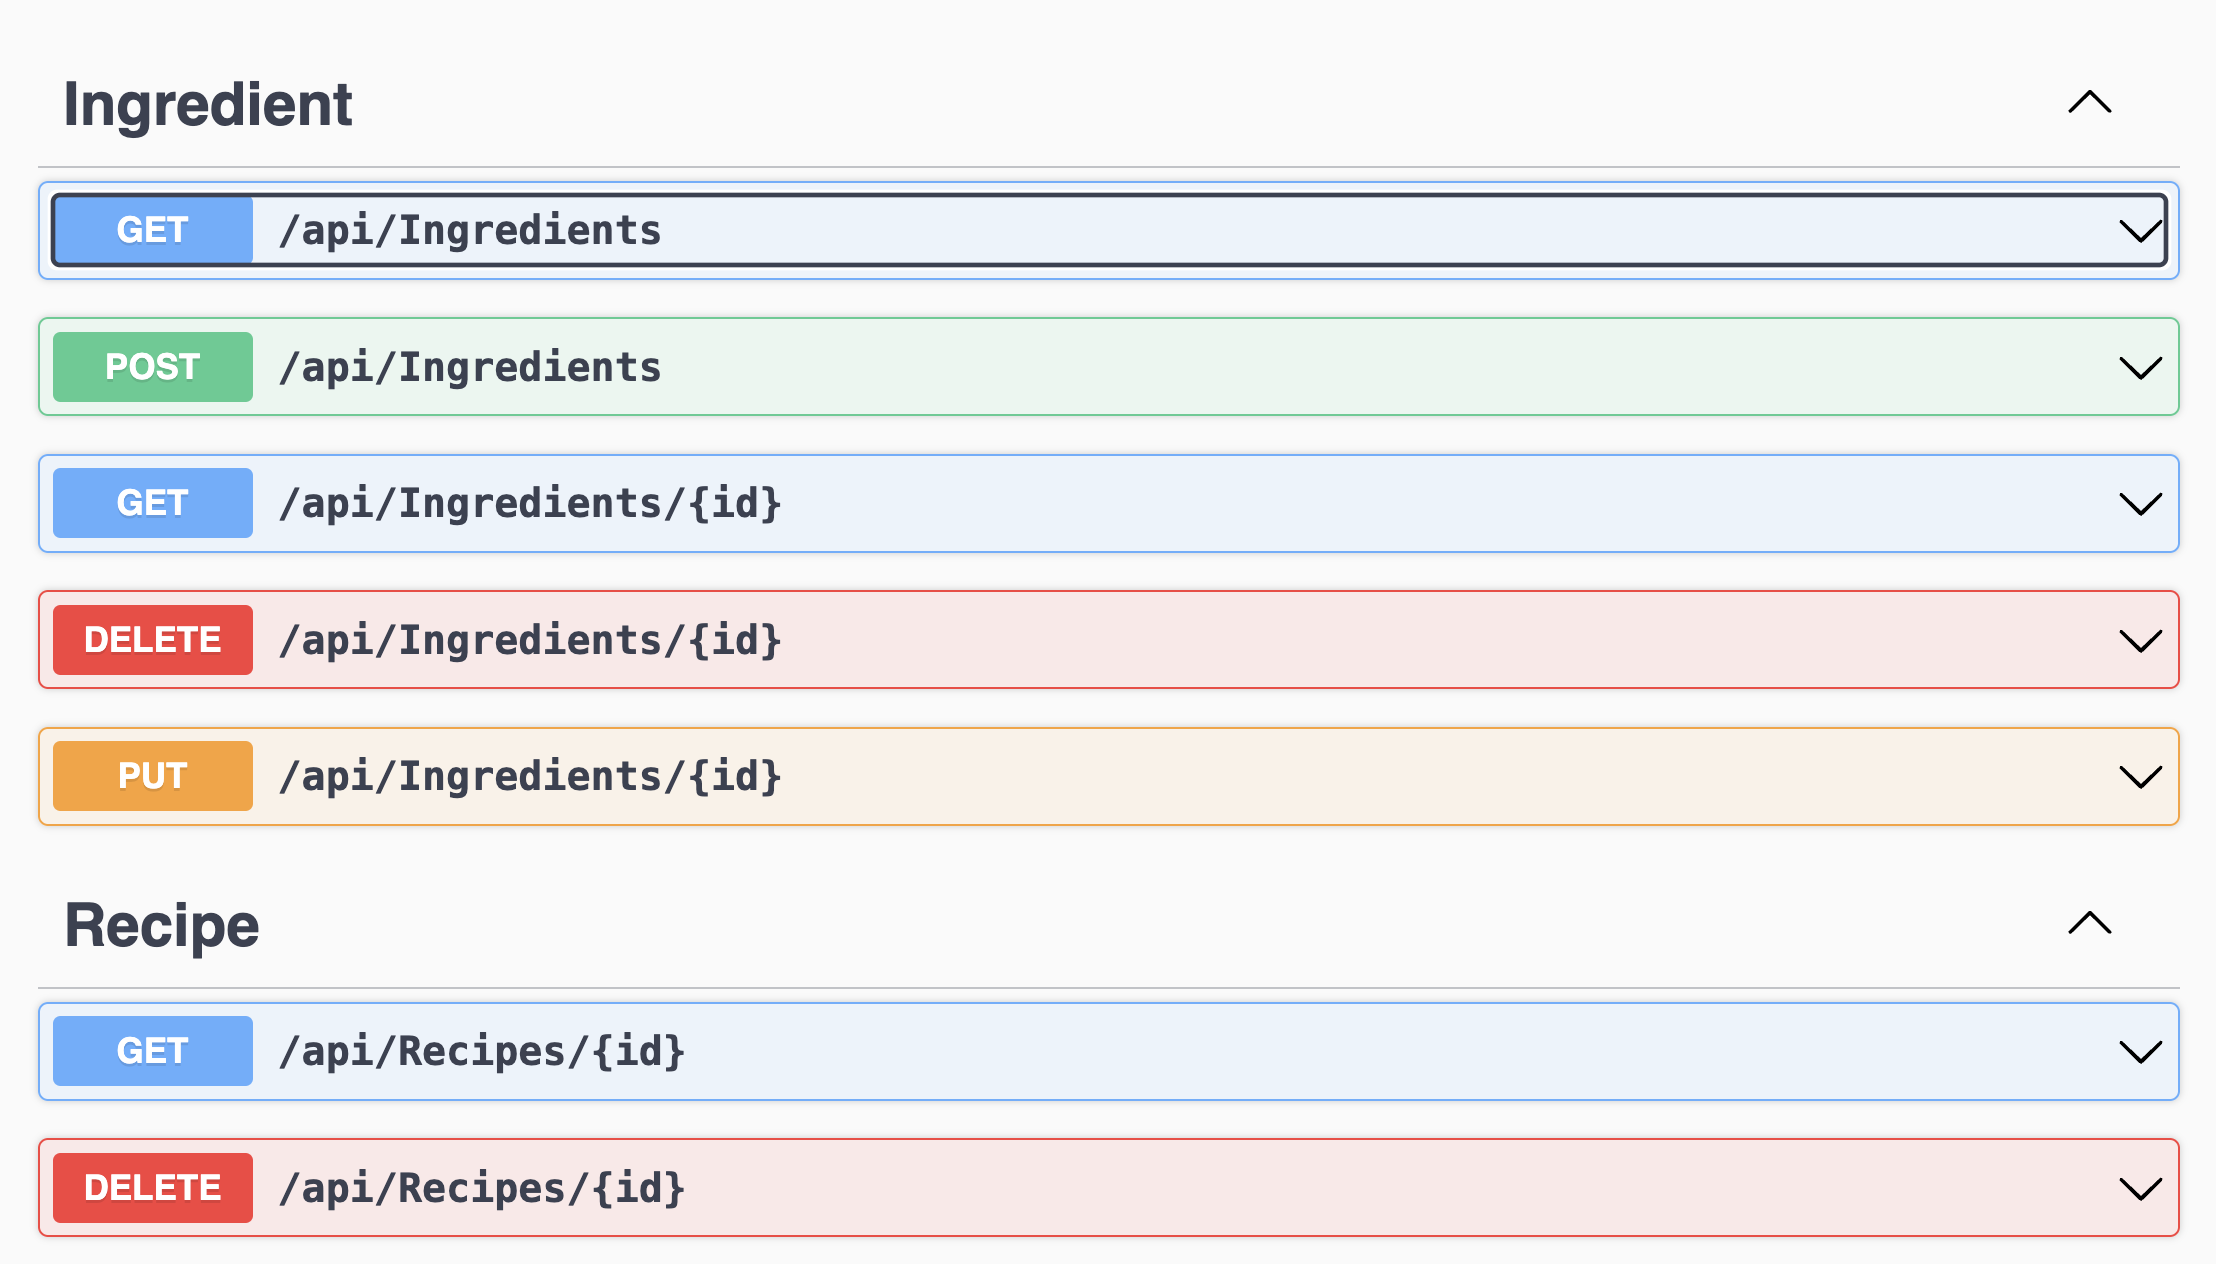 Ingredient
GET /api/Ingredients
POST /api/Ingredients
GET /api/Ingredients/{id}
DELETE /api/Ingredients/{id}
PUT /api/Ingredients/{id}
Recipe
GET /api/Recipes/{id}
DELETE /api/Recipes/{id}